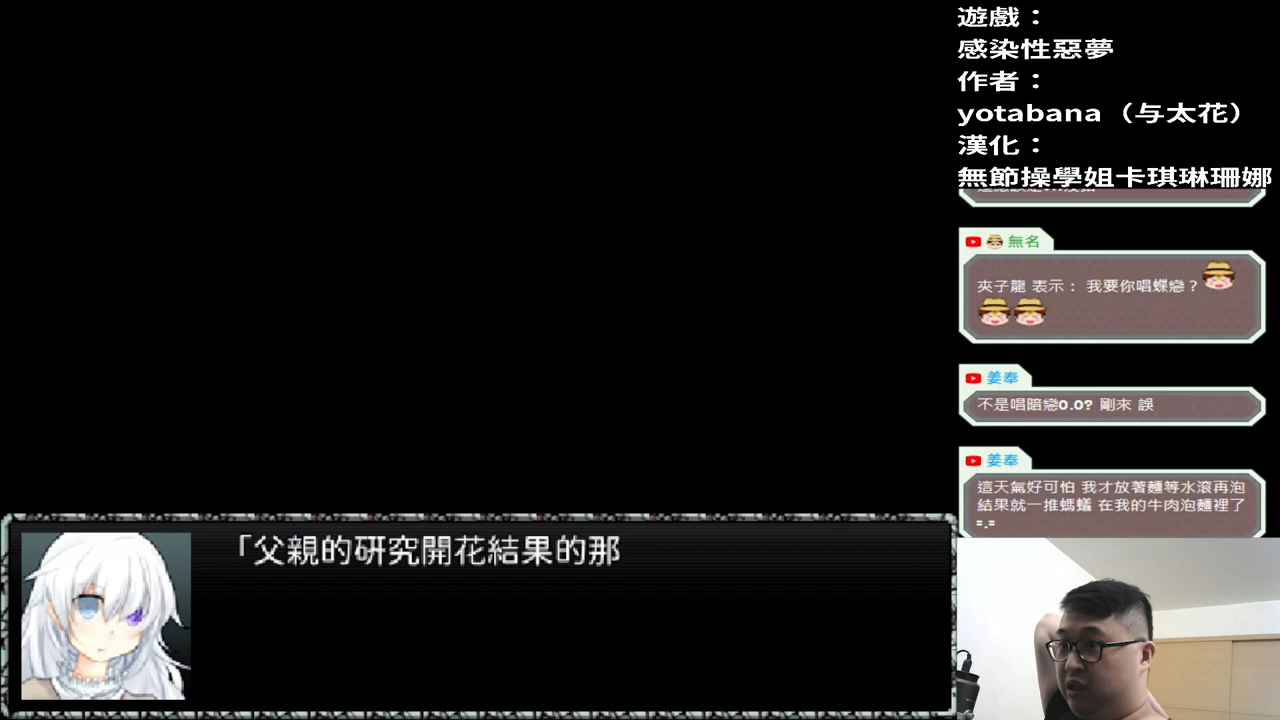 遊戲：
感染性惡夢
作者：
yotabana（与太花）
漢化：
無節操學姐卡琪琳珊娜
無名
夾子龍 表示： 我要你唱蝶戀？
姜奉
不是唱暗戀0.0? 剛來 誤
姜奉
這天氣好可怕 我才放著麵等水滾再泡
結果就一推螞蟻 在我的牛肉泡麵裡了
=.=
「父親的研究開花結果的那